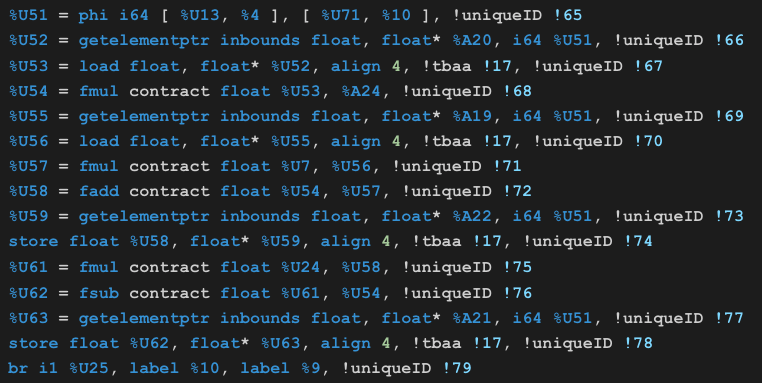 %U51 = phi i64 [ %U13, %4 ], [ %U71, %10 ], !uniqueID !65
%U52 = getelementptr inbounds float, float* %A20, i64 %U51, !uniqueID !66
%U53 = load float, float* %U52, align 4, !tbaa !17, !uniqueID !67
%U54 = fmul contract float %U53, %A24, !uniqueID !68
%U55 = getelementptr inbounds float, float* %A19, i64 %U51, !uniqueID !69
%U56 = load float, float* %U55, align 4, !tbaa !17, !uniqueID !70
%U57 = fmul contract float %U7, %U56, !uniqueID !71
%U58 = fadd contract float %U54, %U57, !uniqueID !72
%U59 = getelementptr inbounds float, float* %A22, i64 %U51, !uniqueID !73
store float %U58, float* %U59, align 4, !tbaa !17, !uniqueID !74
%U61 = fmul contract float %U24, %U58, !uniqueID !75
%U62 = fsub contract float %U61, %U54, !uniqueID !76
%U63 = getelementptr inbounds float, float* %A21, i64 %U51, !uniqueID !77
store float %U62, float* %U63, align 4, !tbaa !17, !uniqueID !78
br i1 %U25, label %10, label %9, !uniqueID !79